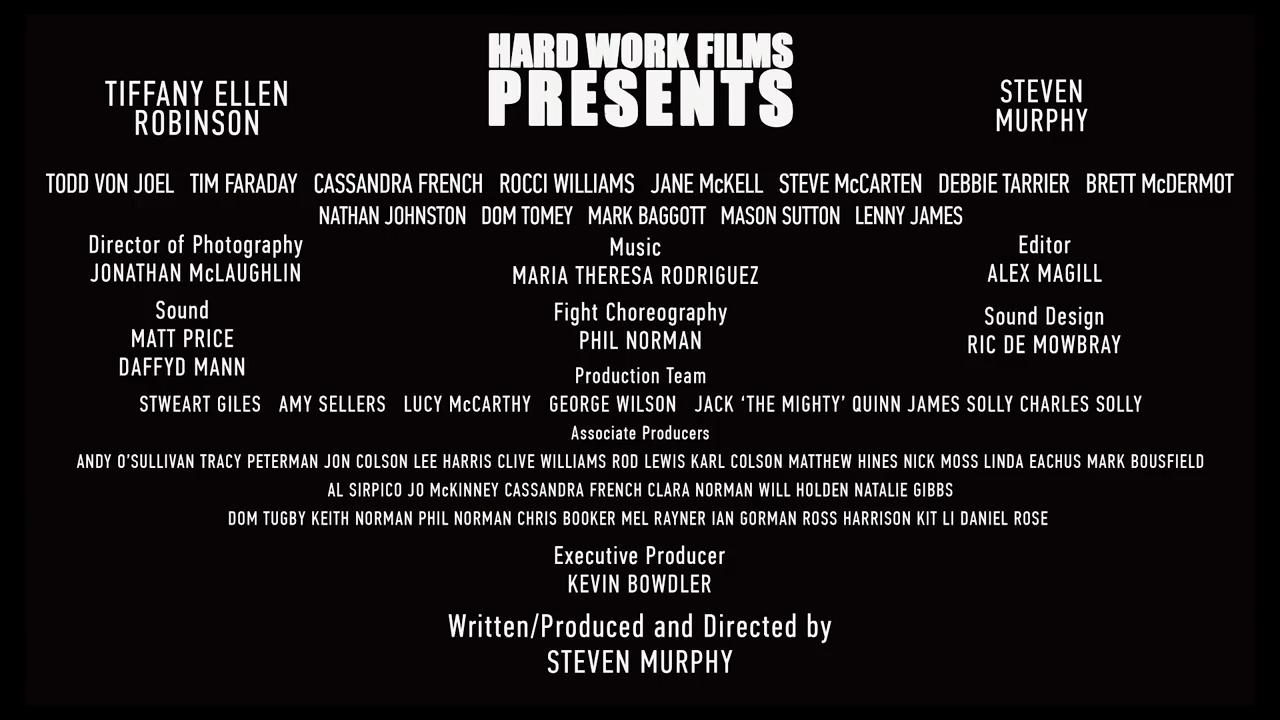 HARD WORK FILMS
PRESENTS
TIFFANY ELLEN
ROBINSON
STEVEN
MURPHY
TODD VON JOEL TIM FARADAY CASSANDRA FRENCH ROCCI WILLIAMS JANE McKELL STEVE McCARTEN DEBBIE TARRIER BRETT McDERMOT
NATHAN JOHNSTON DOM TOMEY MARK BAGGOTT MASON SUTTON LENNY JAMES
Director of Photography
JONATHAN McLAUGHLIN
Music
MARIA THERESA RODRIGUEZ
Editor
ALEX MAGILL
Sound
MATT PRICE
DAFFYD MANN
Fight Choreography
PHIL NORMAN
Sound Design
RIC DE MOWBRAY
Production Team
STWEART GILES AMY SELLERS LUCY McCARTHY GEORGE WILSON JACK ‘THE MIGHTY’ QUINN JAMES SOLLY CHARLES SOLLY
Associate Producers
ANDY O’SULLIVAN TRACY PETERMAN JON COLSON LEE HARRIS CLIVE WILLIAMS ROD LEWIS KARL COLSON MATTHEW HINES NICK MOSS LINDA EACHUS MARK BOUSFIELD
AL SIRPICO JO McKINNEY CASSANDRA FRENCH CLARA NORMAN WILL HOLDEN NATALIE GIBBS
DOM TUGBY KEITH NORMAN PHIL NORMAN CHRIS BOOKER MEL RAYNER IAN GORMAN ROSS HARRISON KIT LI DANIEL ROSE
Executive Producer
KEVIN BOWDLER
Written/Produced and Directed by
STEVEN MURPHY